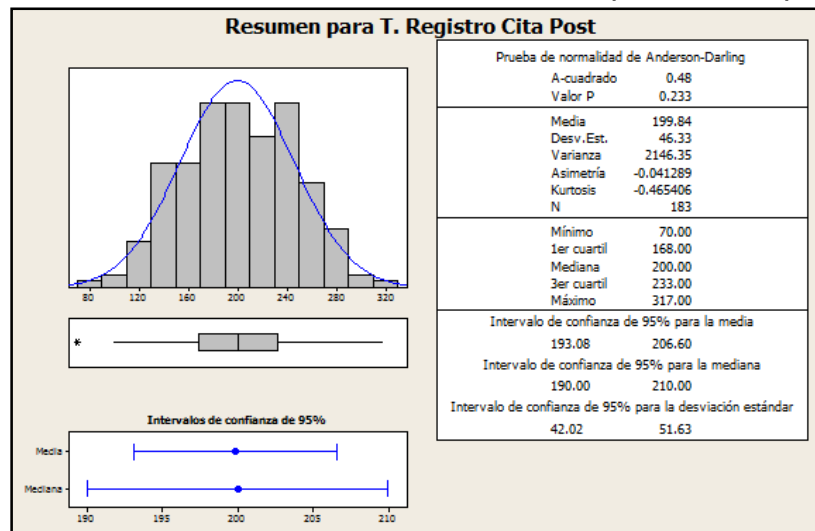 Resumen para T. Registro Cita Post
80 120 160 200 240 280 320
*
Intervalos de confianza de 95%
Media
Mediana
190 195 200 205 210
Prueba de normalidad de Anderson-Darling
A-cuadrado 0.48
Valor P 0.233
Media 199.84
Desv.Est. 46.33
Varianza 2146.35
Asimetría -0.041289
Kurtosis -0.465406
N 183
Mínimo 70.00
1er cuartil 168.00
Mediana 200.00
3er cuartil 233.00
Máximo 317.00
Intervalo de confianza de 95% para la media
193.08 206.60
Intervalo de confianza de 95% para la mediana
190.00 210.00
Intervalo de confianza de 95% para la desviación estándar
42.02 51.63